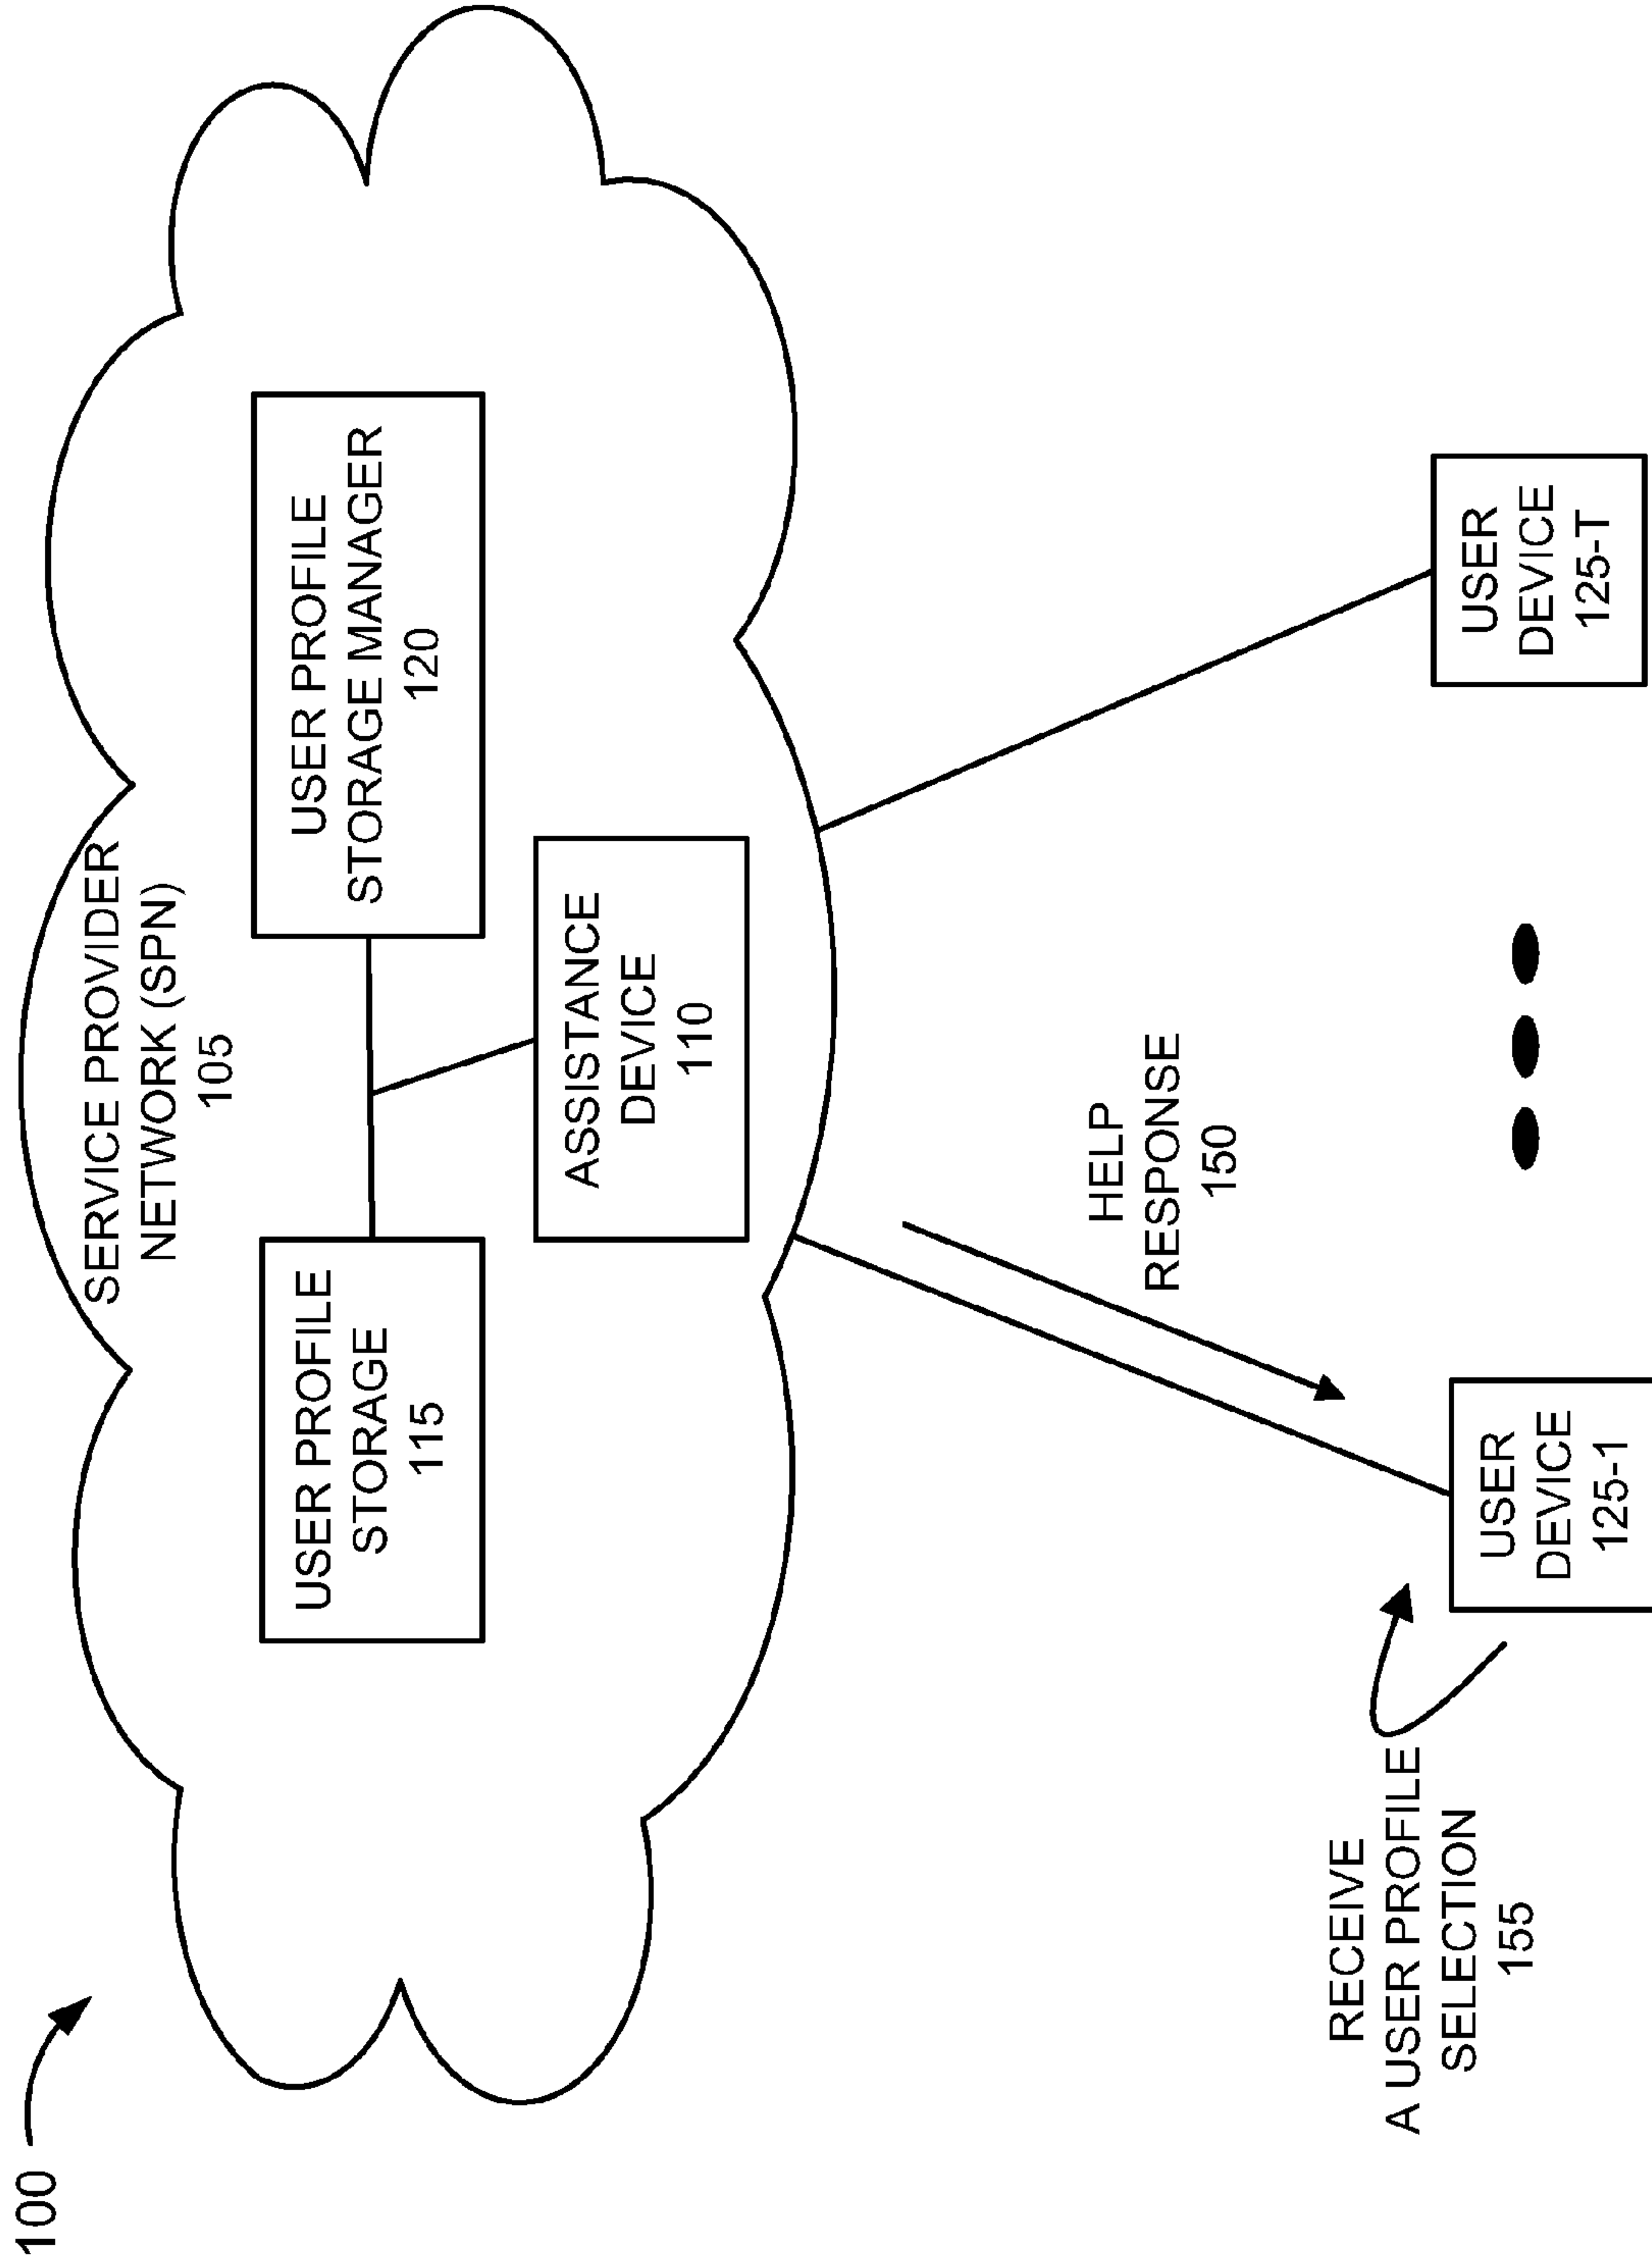 100
SERVICE PROVIDER
NETWORK (SPN)
105
USER PROFILE
STORAGE
115
USER PROFILE
STORAGE MANAGER
120
ASSISTANCE
DEVICE
110
HELP
RESPONSE
150
RECEIVE
A USER PROFILE
SELECTION
155
USER
DEVICE
125-1
USER
DEVICE
125-T